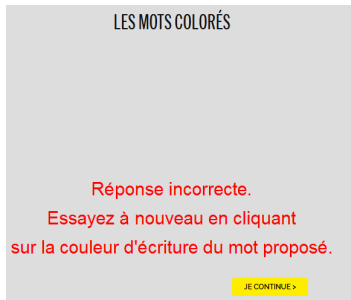 LES MOTS COLORÉS
Réponse incorrecte.
Essayez à nouveau en cliquant
sur la couleur d'écriture du mot proposé.
JE CONTINUE >